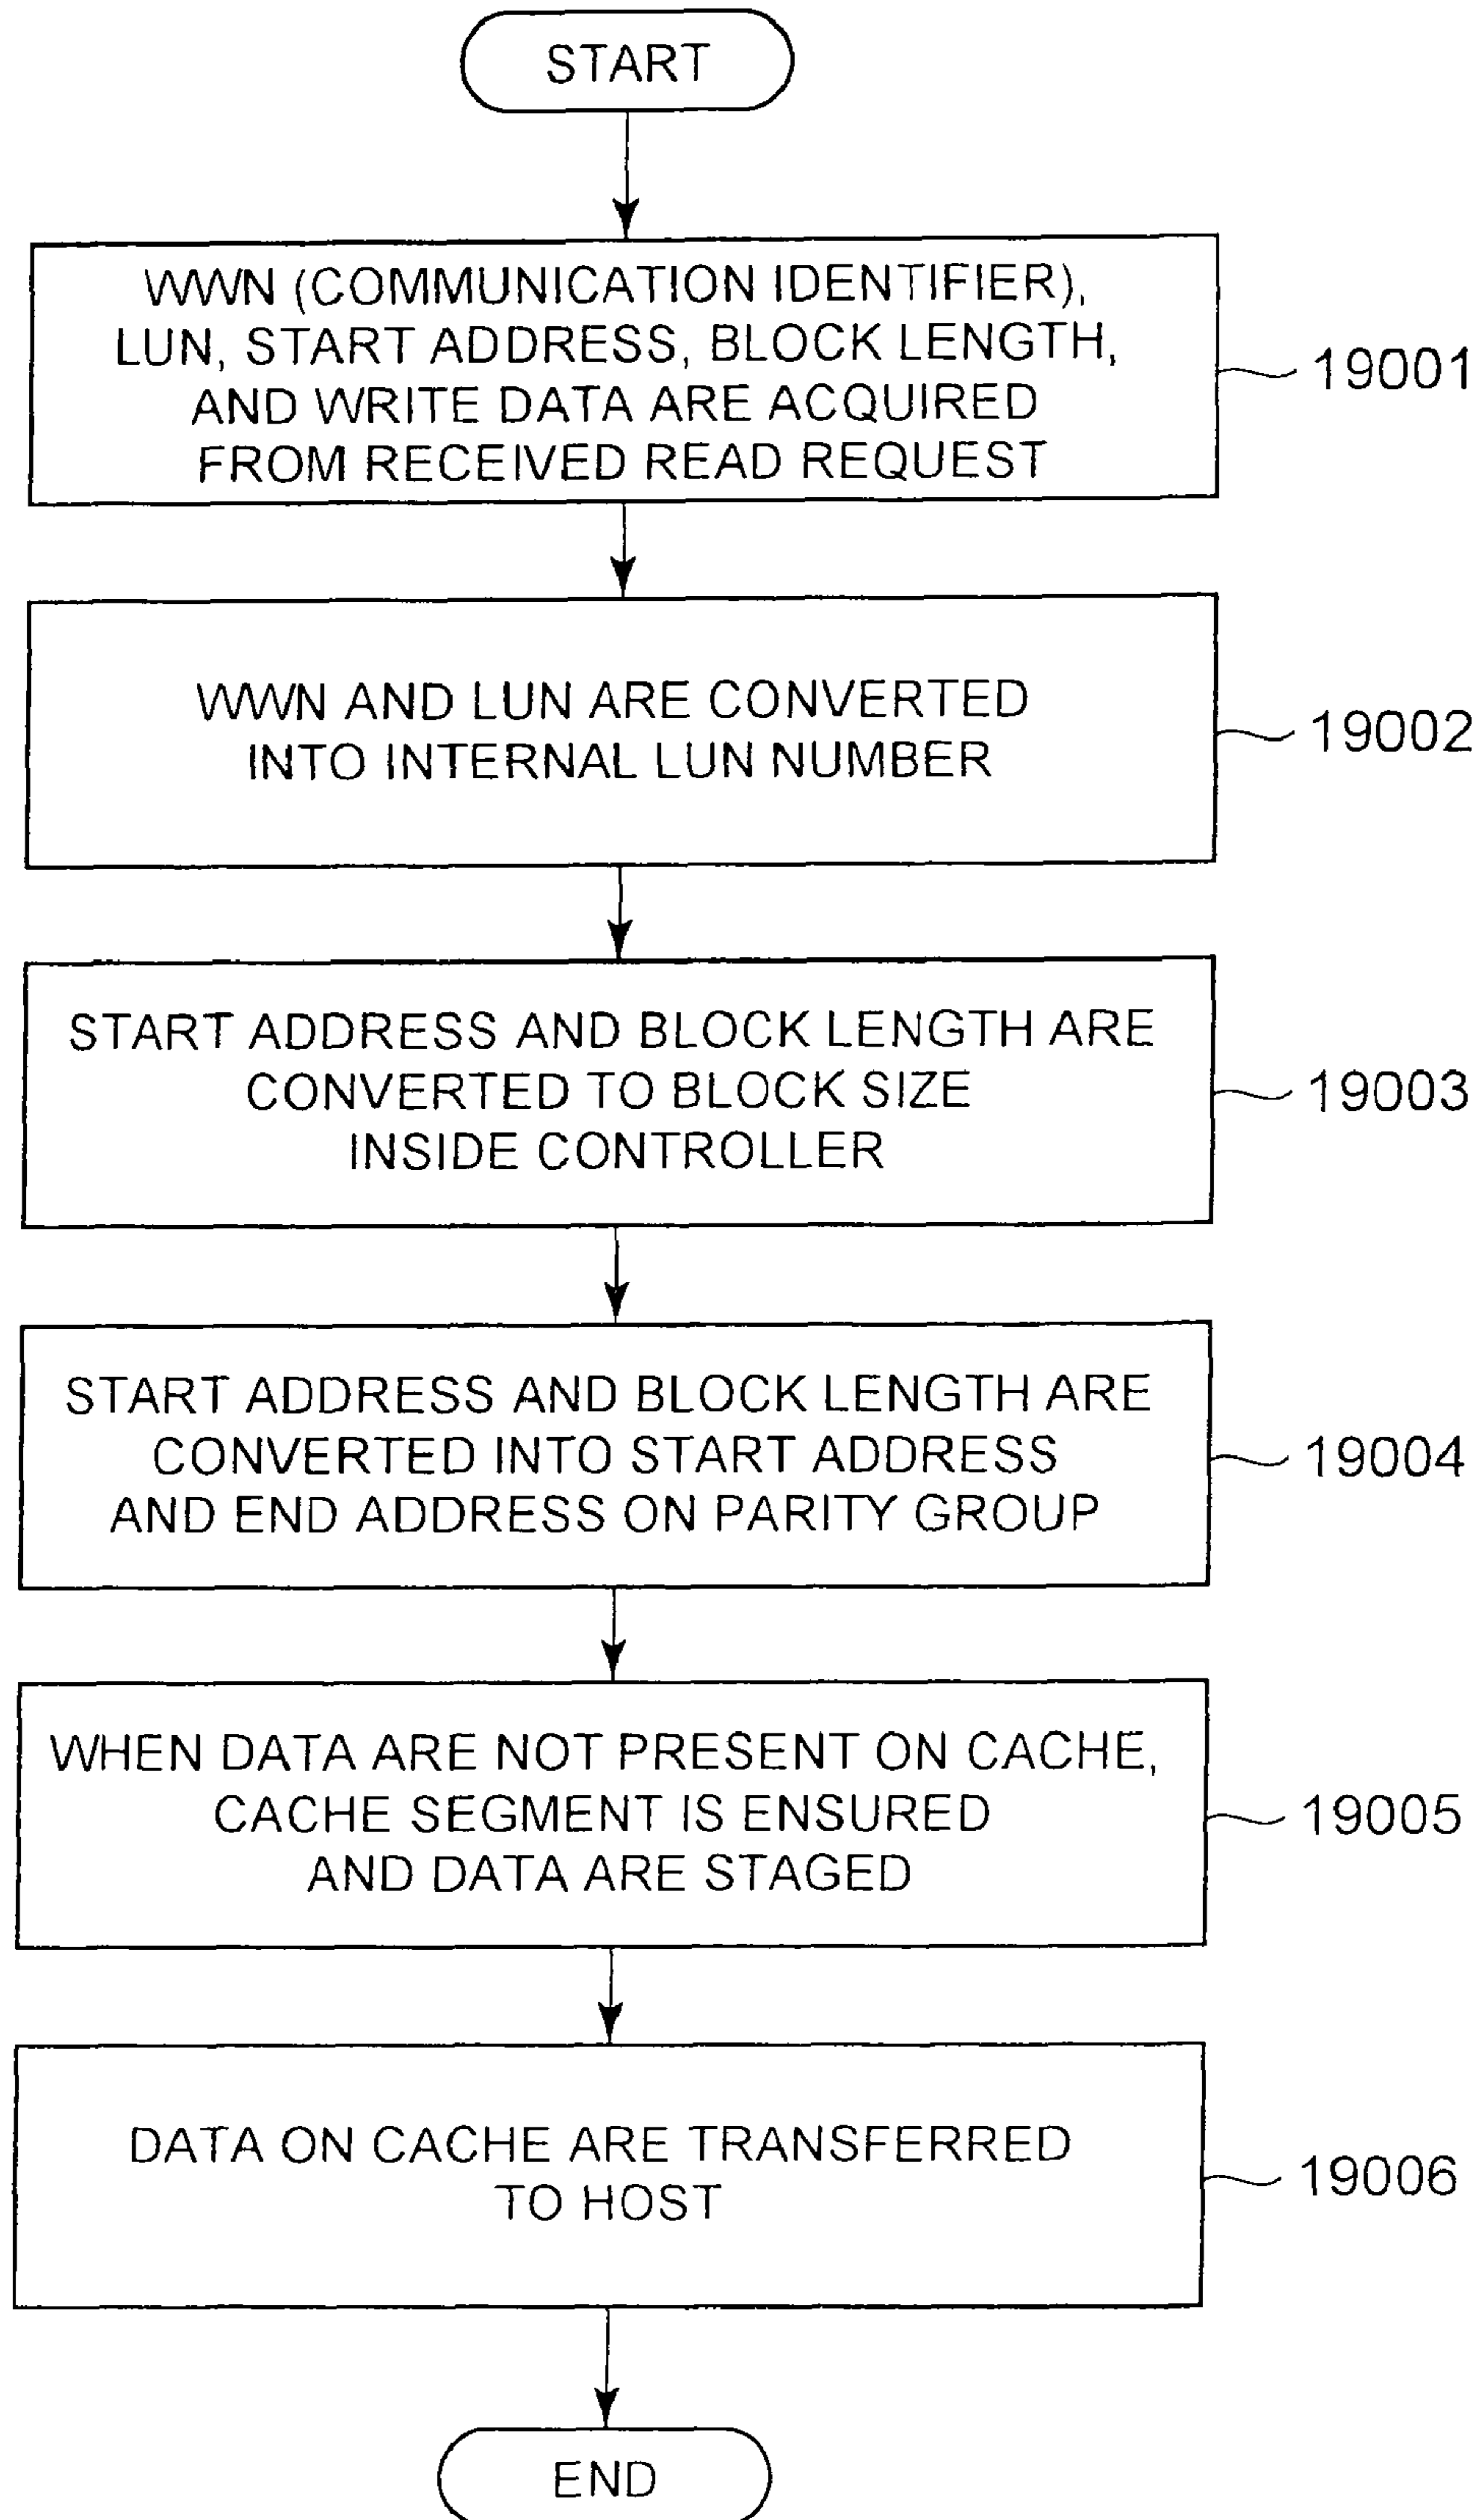 START
WWN (COMMUNICATION IDENTIFIER),
LUN, START ADDRESS, BLOCK LENGTH,
AND WRITE DATA ARE ACQUIRED
FROM RECEIVED READ REQUEST
19001
WWN AND LUN ARE CONVERTED
INTO INTERNAL LUN NUMBER
19002
START ADDRESS AND BLOCK LENGTH ARE
CONVERTED TO BLOCK SIZE
INSIDE CONTROLLER
19003
START ADDRESS AND BLOCK LENGTH ARE
CONVERTED INTO START ADDRESS
AND END ADDRESS ON PARITY GROUP
19004
WHEN DATA ARE NOT PRESENT ON CACHE,
CACHE SEGMENT IS ENSURED
AND DATA ARE STAGED
19005
DATA ON CACHE ARE TRANSFERRED
TO HOST
19006
END